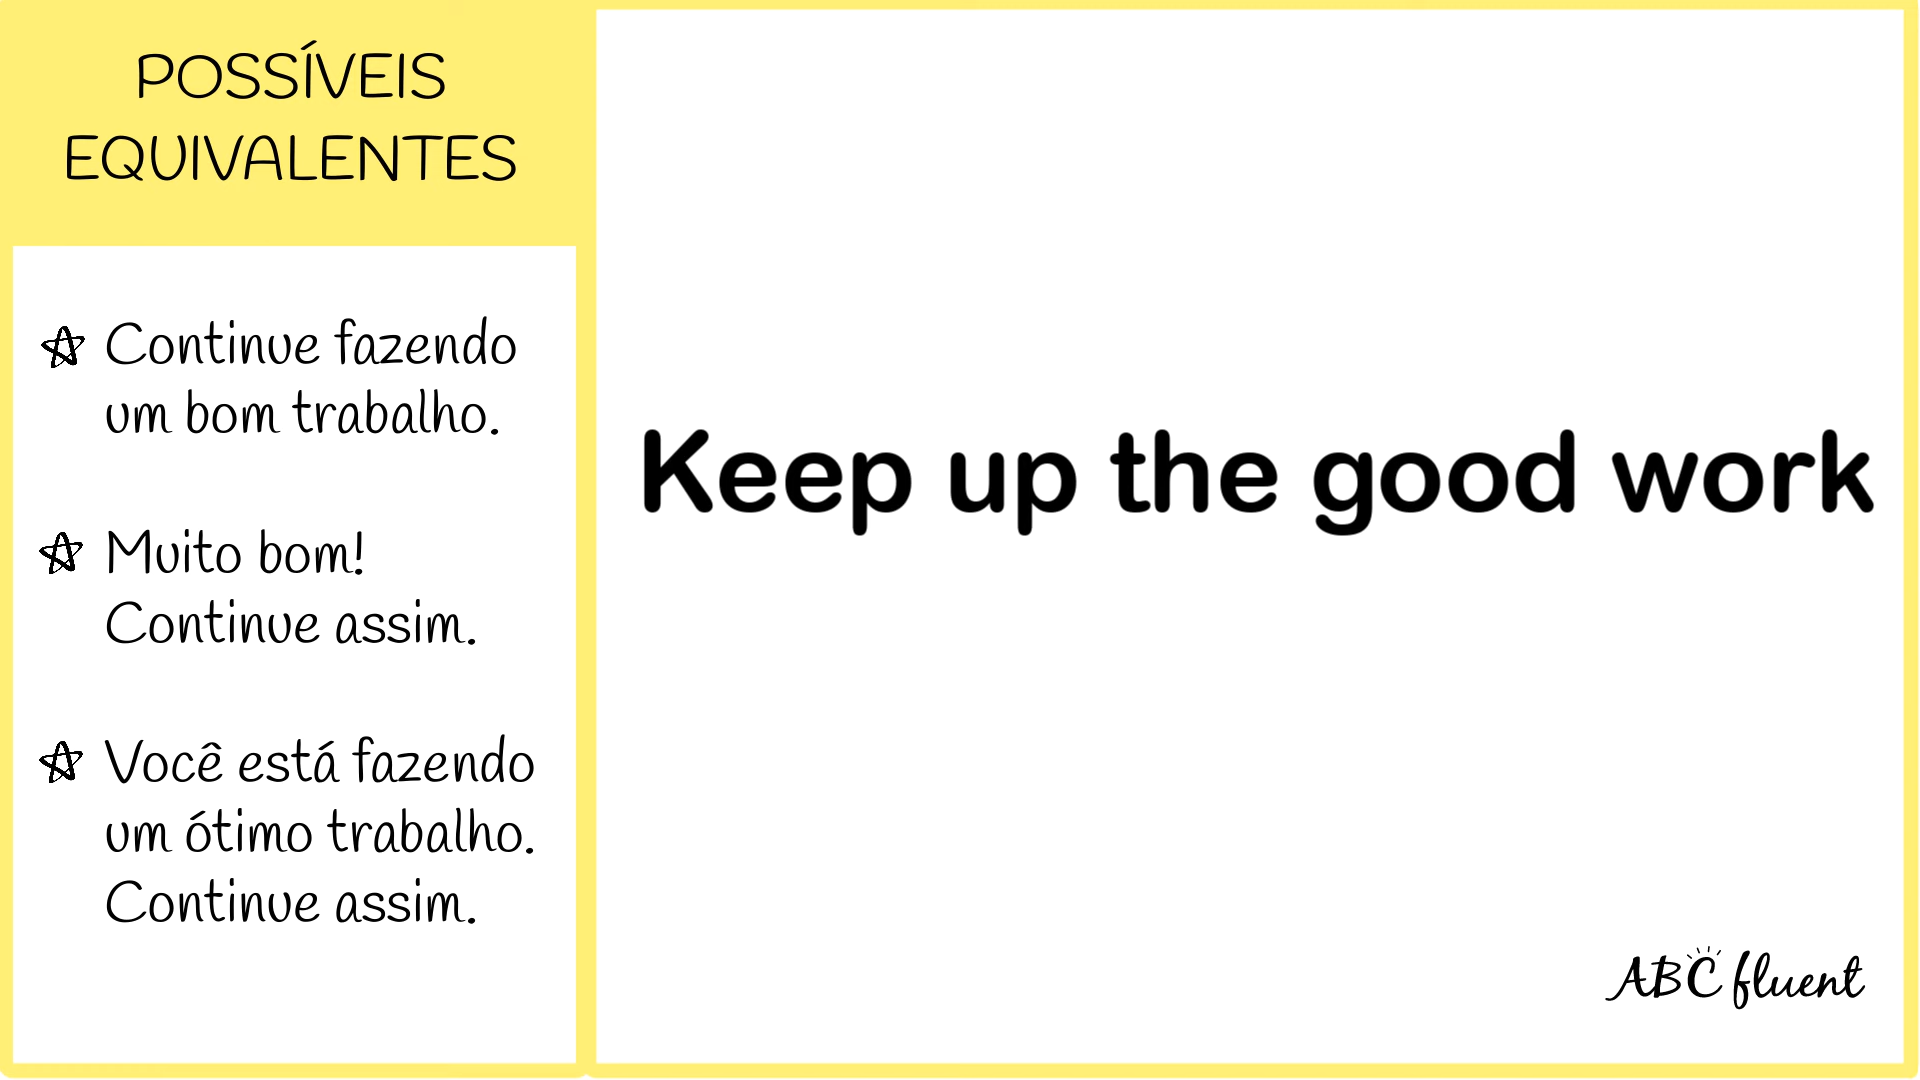 POSSÍVEIS
EQUIVALENTES
Continue fazendo
um bom trabalho.
Muito bom!
Continue assim.
Você está fazendo
um ótimo trabalho.
Continue assim.
Keep up the good work
ABC fluent